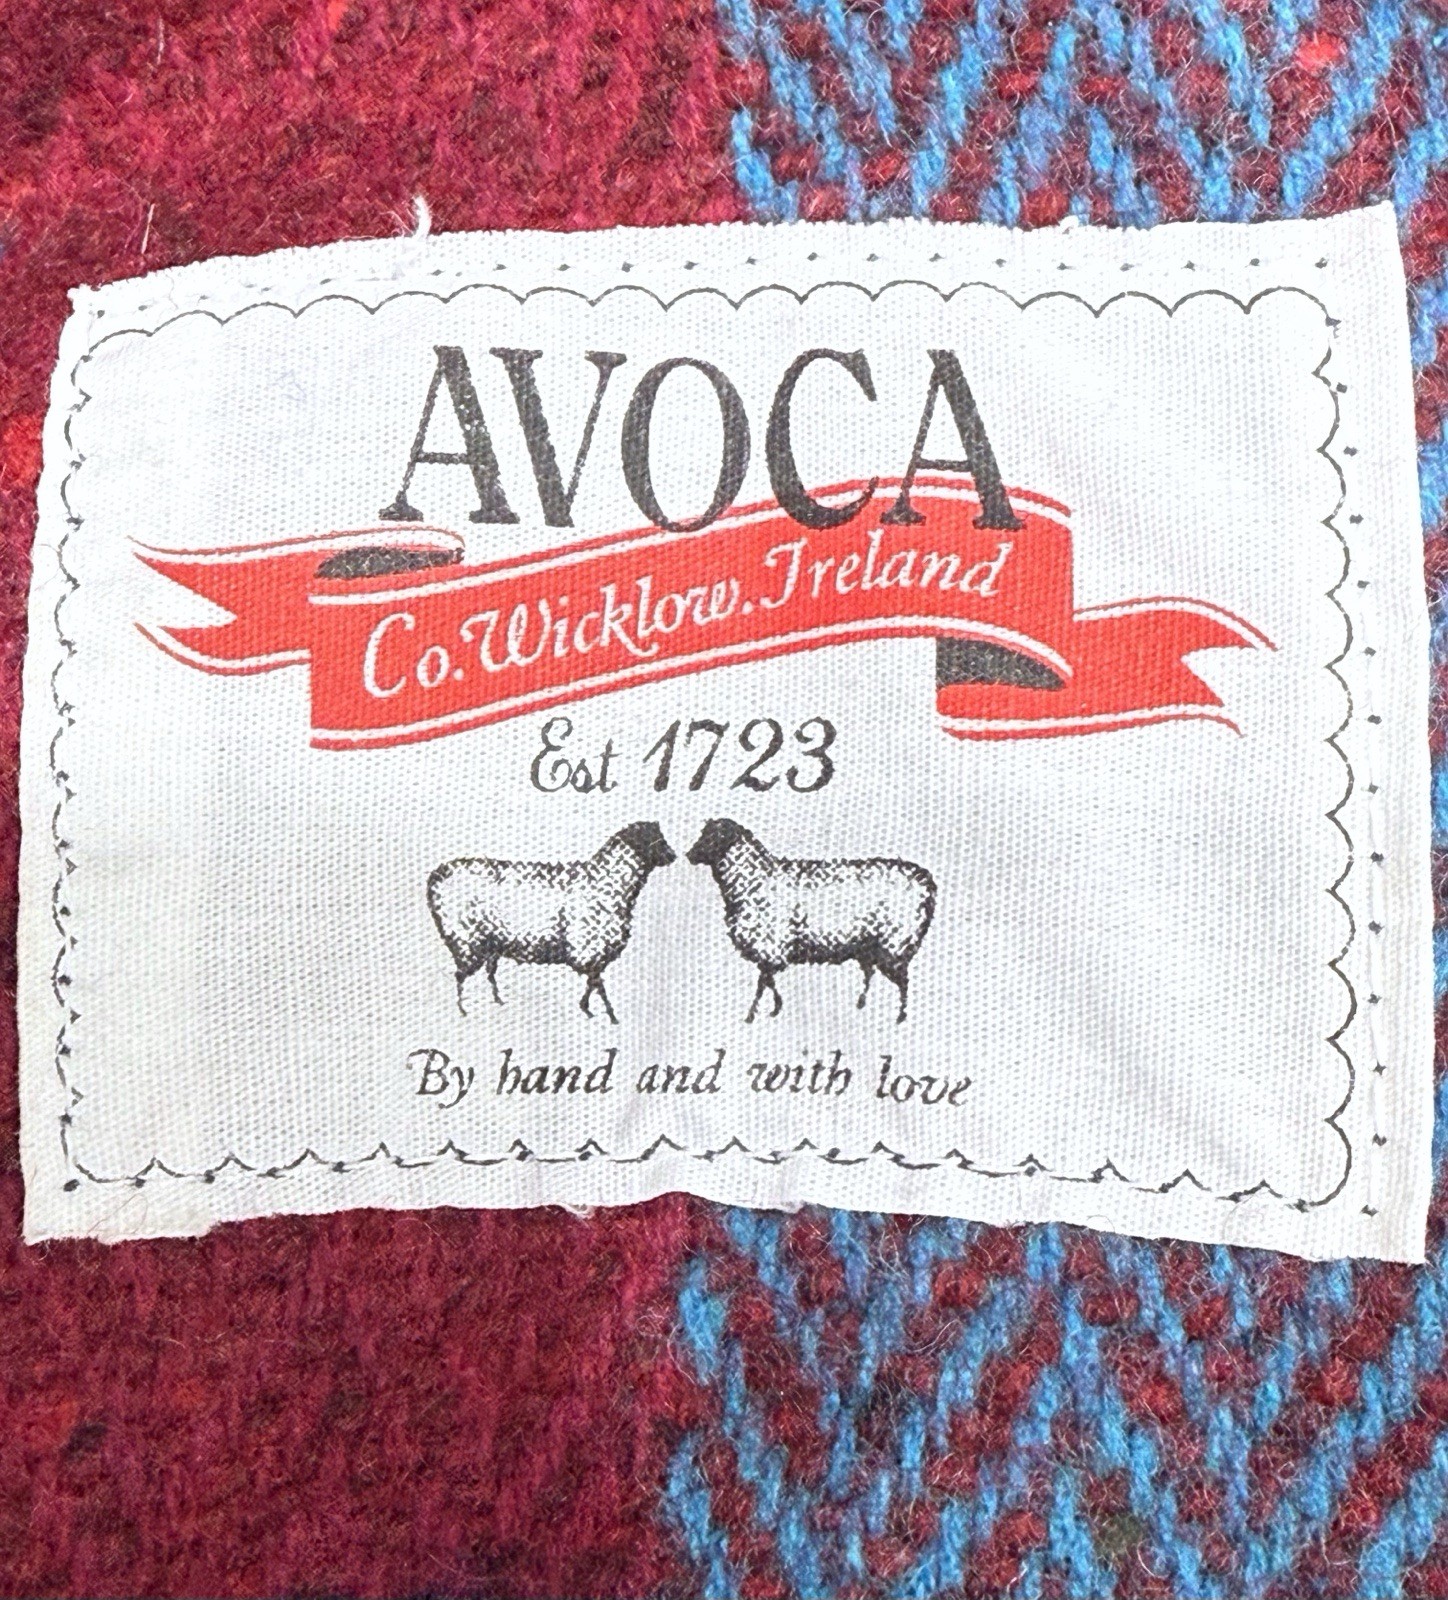 AVOCA
Co. Wicklow. Ireland
Est 1723
By hand and with love